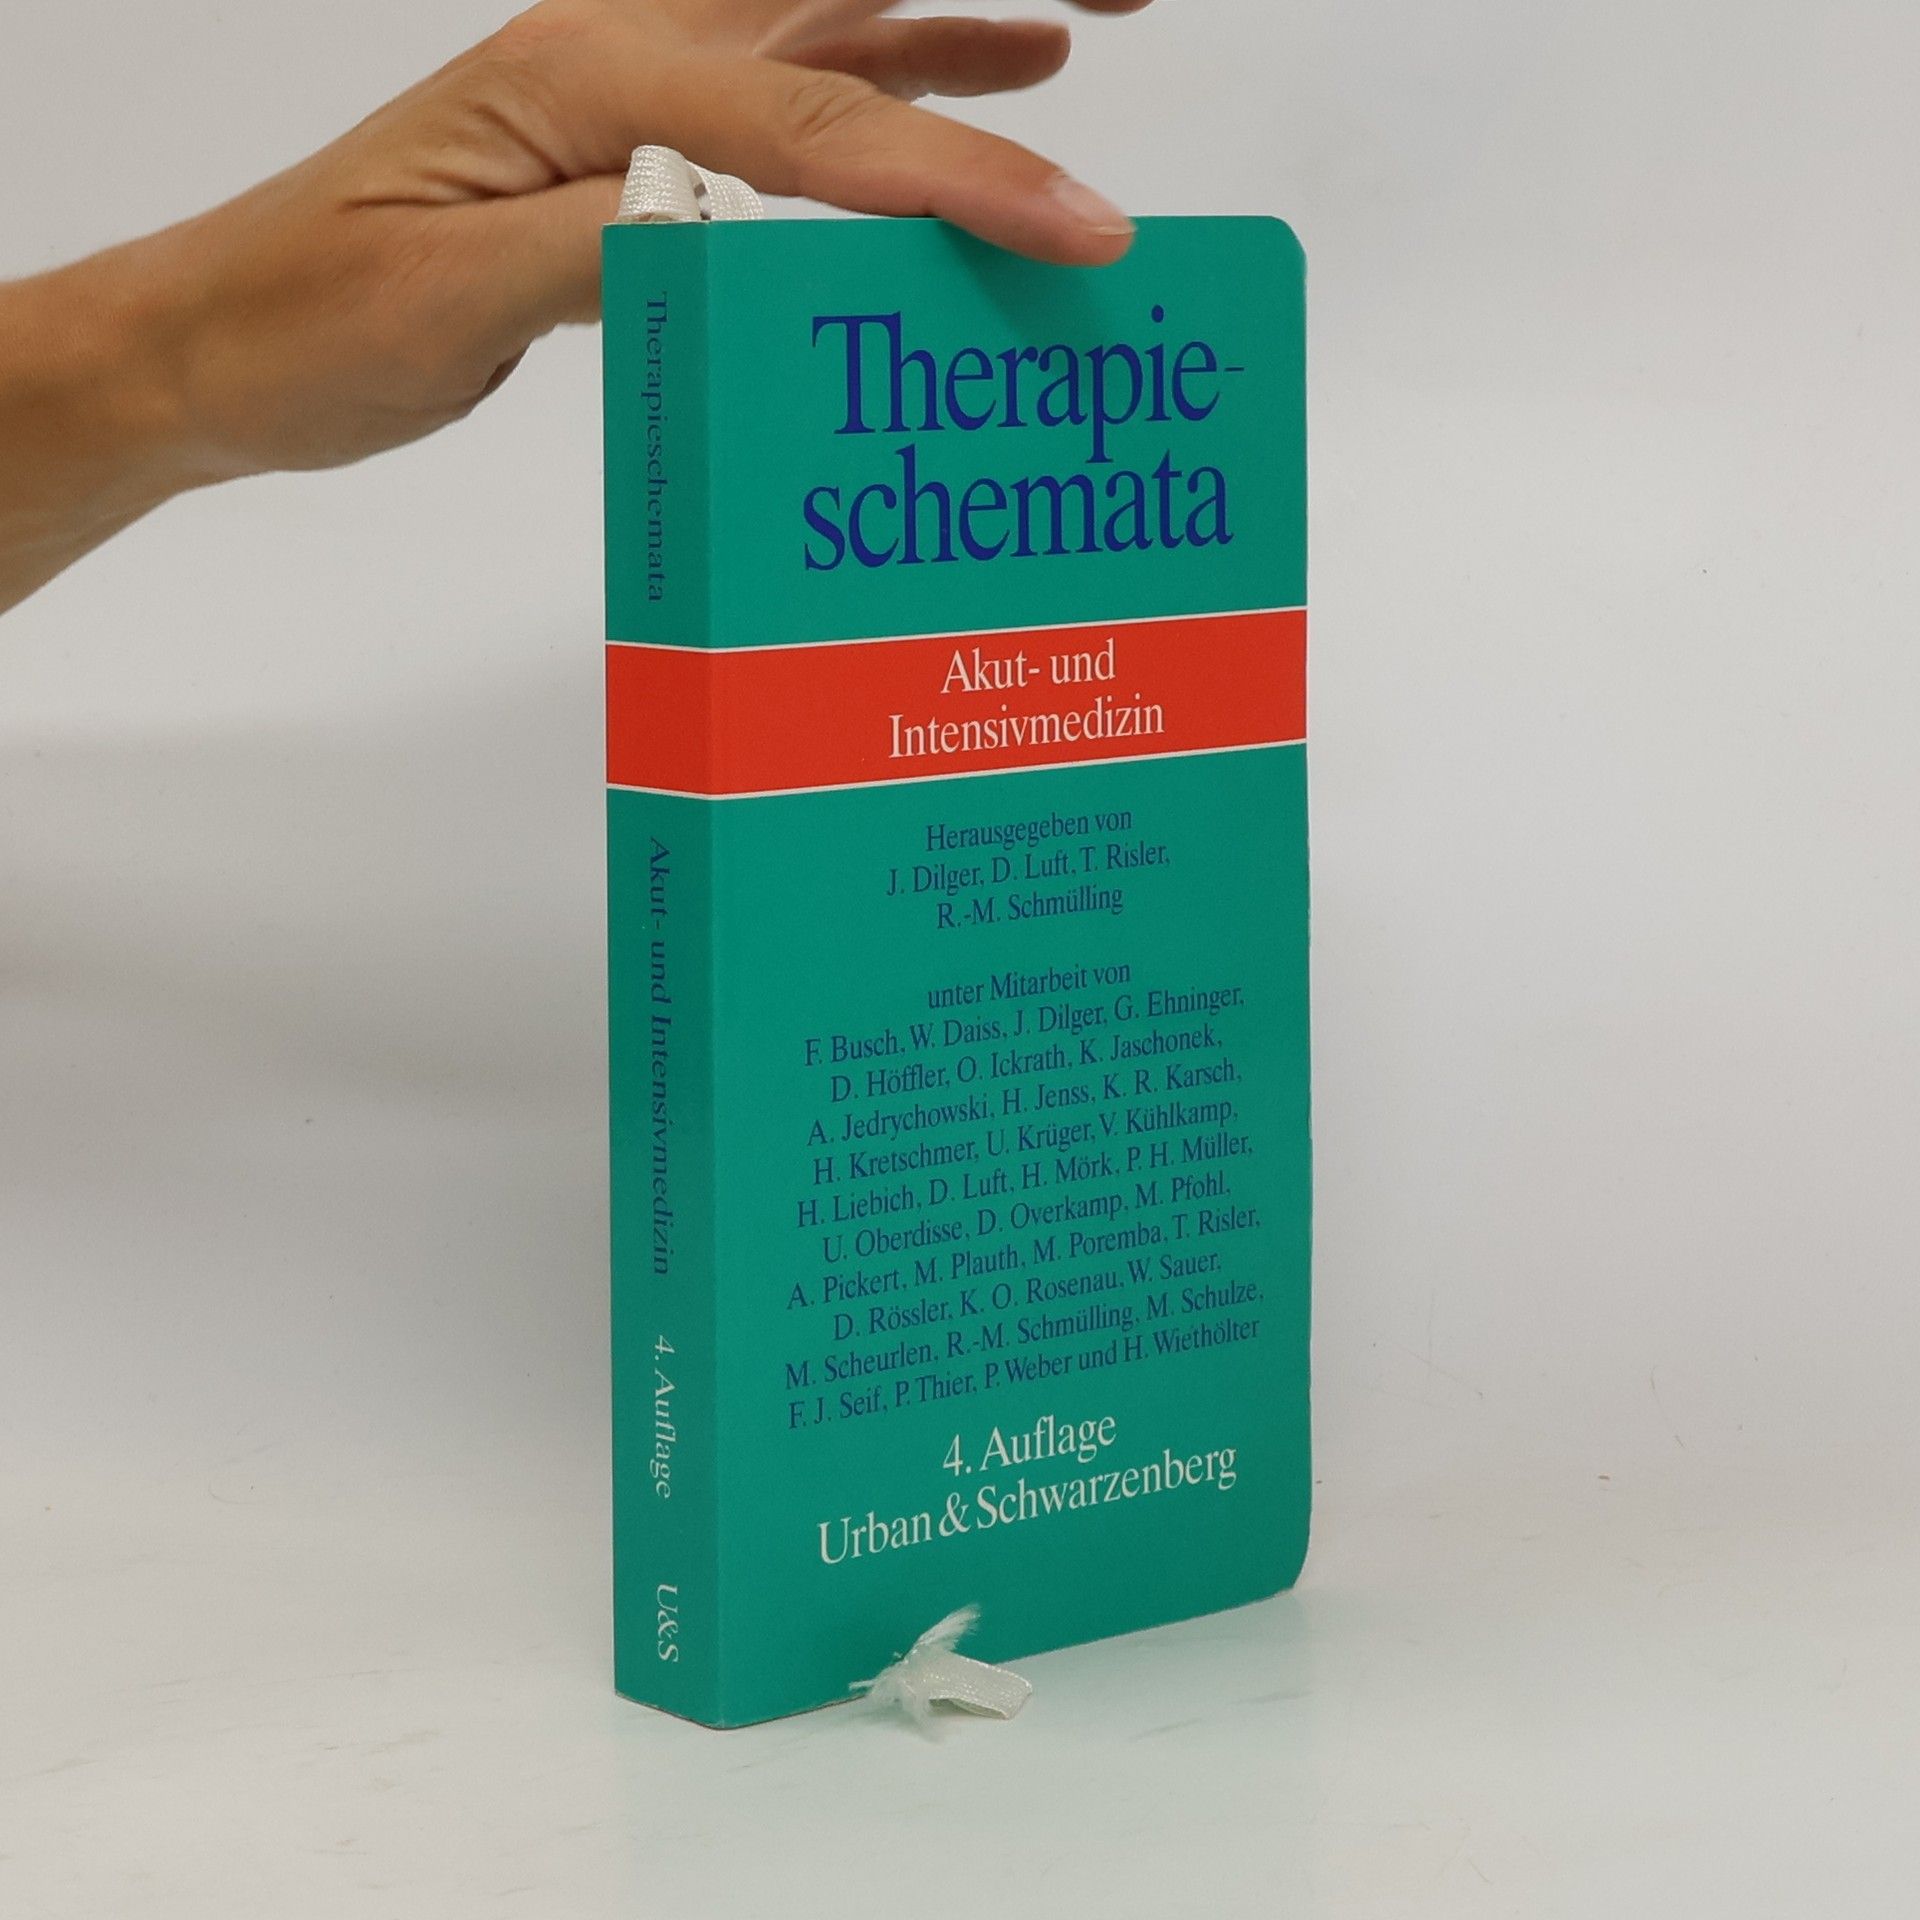 Therapieschemata
Akut- und Intensivmedizin
4. Auflage
U&S
Therapie-
schemata
Akut- und
Intensivmedizin
Herausgegeben von
J. Dilger, D. Luft, T. Risler,
R.-M. Schmülling
unter Mitarbeit von
F. Busch, W. Daiss, J. Dilger, G. Ehninger,
D. Höffler, O. Ickrath, K. Jaschonek,
A. Jedrychowski, H. Jenss, K. R. Karsch,
H. Kretschmer, U. Krüger, V. Kühlkamp,
H. Liebich, D. Luft, H. Mörk, P. H. Müller,
U. Oberdisse, D. Overkamp, M. Pfohl,
A. Pickert, M. Plauth, M. Poremba, T. Risler,
D. Rössler, K. O. Rosenau, W. Sauer,
M. Scheurlen, R.-M. Schmülling, M. Schulze,
F. J. Seif, P. Thier, P. Weber und H. Wiethölter
4. Auflage
Urban & Schwarzenberg